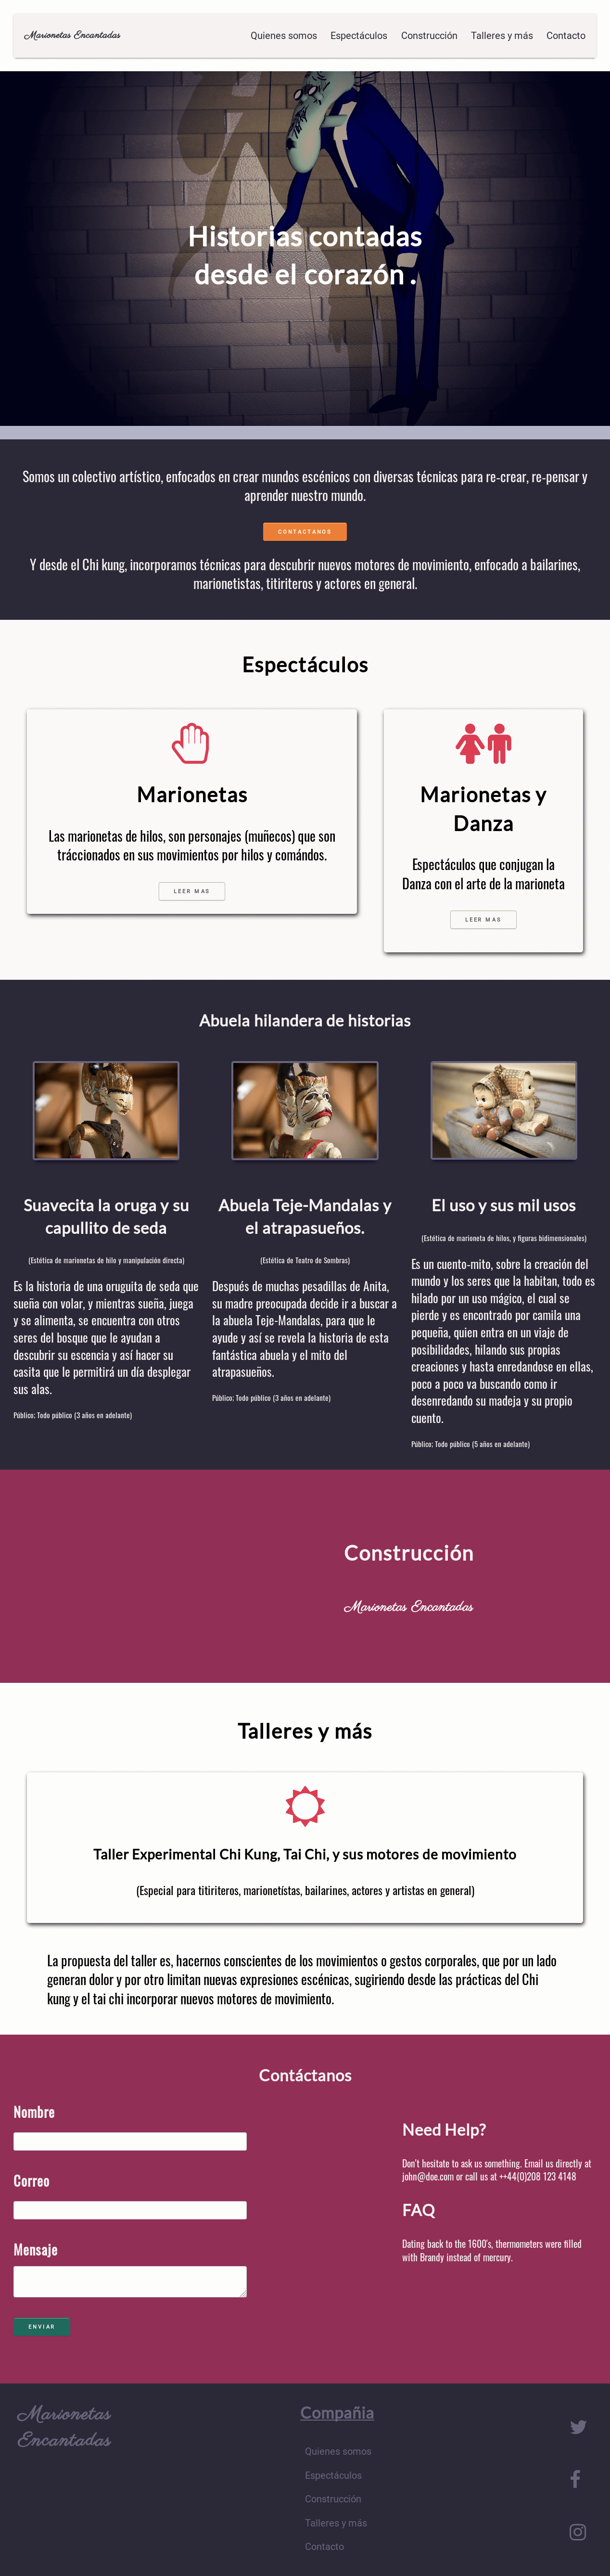 Marionetas Encantadas
Quienes somos Espectáculos Construcción Talleres y más Contacto
Historias contadas
desde el corazón .
Somos un colectivo artístico, enfocados en crear mundos escénicos con diversas técnicas para re-crear, re-pensar y
aprender nuestro mundo.
CONTACTANOS
Y desde el Chi kung, incorporamos técnicas para descubrir nuevos motores de movimiento, enfocado a bailarines,
marionetistas, titiriteros y actores en general.
Espectáculos
Marionetas
Las marionetas de hilos, son personajes (muñecos) que son
tráccionados en sus movimientos por hilos y comándos.
LEER MAS
Marionetas y
Danza
Espectáculos que conjugan la
Danza con el arte de la marioneta
LEER MAS
Abuela hilandera de historias
Suavecita la oruga y su
capullito de seda
(Estética de marionetas de hilo y manipulación directa)
Es la historia de una oruguita de seda que
sueña con volar, y mientras sueña, juega
y se alimenta, se encuentra con otros
seres del bosque que le ayudan a
descubrir su escencia y así hacer su
casita que le permitirá un día desplegar
sus alas.
Público; Todo público (3 años en adelante)
Abuela Teje-Mandalas y
el atrapasueños.
(Estética de Teatro de Sombras)
Después de muchas pesadillas de Anita,
su madre preocupada decide ir a buscar a
la abuela Teje-Mandalas, para que le
ayude y así se revela la historia de esta
fantástica abuela y el mito del
atrapasueños.
Público; Todo público (3 años en adelante)
El uso y sus mil usos
(Estética de marioneta de hilos, y figuras bidimensionales)
Es un cuento-mito, sobre la creación del
mundo y los seres que la habitan, todo es
hilado por un uso mágico, el cual se
pierde y es encontrado por camila una
pequeña, quien entra en un viaje de
posibilidades, hilando sus propias
creaciones y hasta enredandose en ellas,
poco a poco va buscando como ir
desenredando su madeja y su propio
cuento.
Público; Todo público (5 años en adelante)
Construcción
Marionetas Encantadas
Talleres y más
Taller Experimental Chi Kung, Tai Chi, y sus motores de movimiento
(Especial para titiriteros, marionetístas, bailarines, actores y artistas en general)
La propuesta del taller es, hacernos conscientes de los movimientos o gestos corporales, que por un lado
generan dolor y por otro limitan nuevas expresiones escénicas, sugiriendo desde las prácticas del Chi
kung y el tai chi incorporar nuevos motores de movimiento.
Contáctanos
Nombre
Correo
Mensaje
ENVIAR
Need Help?
Don't hesitate to ask us something. Email us directly at
john@doe.com or call us at ++44(0)208 123 4148
FAQ
Dating back to the 1600's, thermometers were filled
with Brandy instead of mercury.
Marionetas
Encantadas
Compañia
Quienes somos
Espectáculos
Construcción
Talleres y más
Contacto